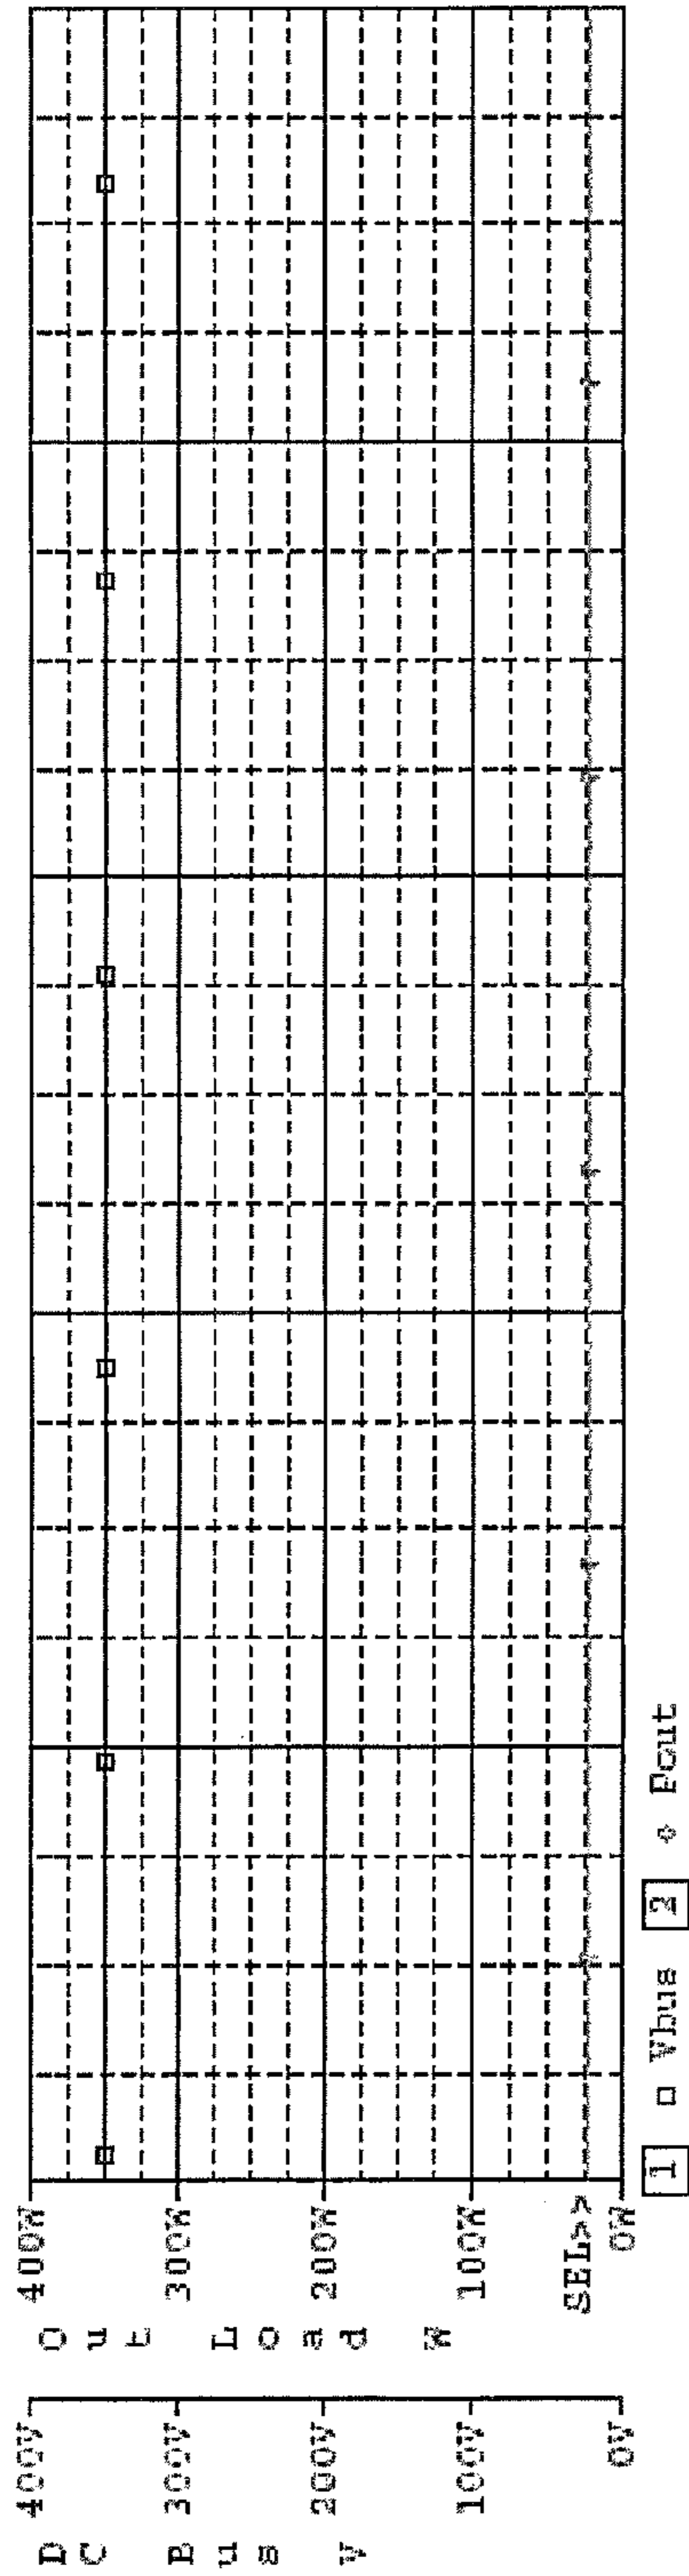 DC Bus V
400V
300V
200V
100V
0V
Out Load W
400W
300W
200W
100W
SEL>>
0W
1 Vbus 2 Pout